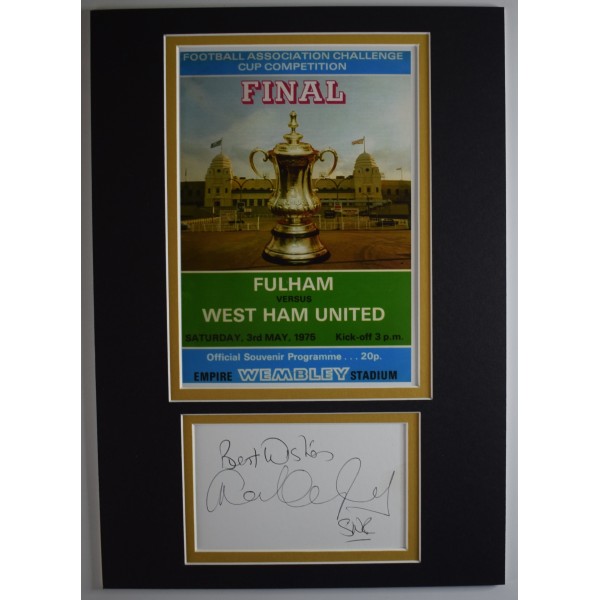 FOOTBALL ASSOCIATION CHALLENGE
CUP COMPETITION
FINAL
FULHAM
VERSUS
WEST HAM UNITED
SATURDAY, 3rd MAY, 1975 Kick-off 3 p.m.
Official Souvenir Programme . . . 20p.
EMPIRE WEMBLEY STADIUM
Best Wishes